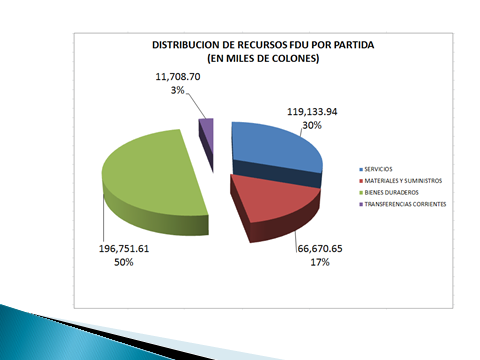 DISTRIBUCION DE RECURSOS FDU POR PARTIDA
(EN MILES DE COLONES)
11,708.70
3%
119,133.94
30%
SERVICIOS
MATERIALES Y SUMINISTROS
BIENES DURADEROS
TRANSFERENCIAS CORRIENTES
196,751.61
50%
66,670.65
17%